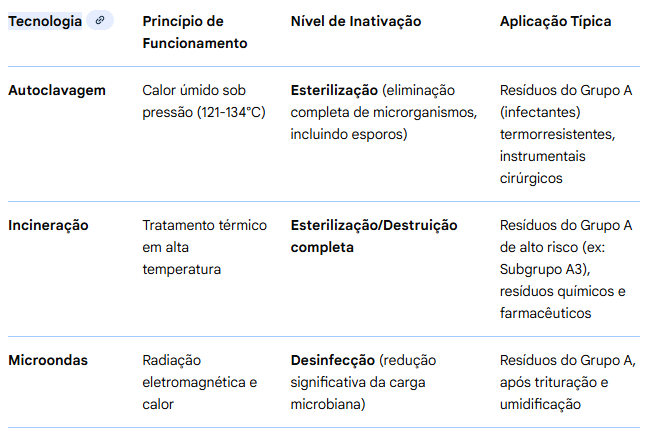 Tecnologia
Princípio de
Funcionamento
Nível de Inativação
Aplicação Típica
Autoclavagem
Calor úmido sob
pressão (121-134°C)
Esterilização (eliminação
completa de microrganismos,
incluindo esporos)
Resíduos do Grupo A
(infectantes)
termorresistentes,
instrumentais
cirúrgicos
Incineração
Tratamento térmico
em alta
temperatura
Esterilização/Destruição
completa
Resíduos do Grupo A
de alto risco (ex:
Subgrupo A3),
resíduos químicos e
farmacêuticos
Microondas
Radiação
eletromagnética e
calor
Desinfecção (redução
significativa da carga
microbiana)
Resíduos do Grupo A,
após trituração e
umidificação